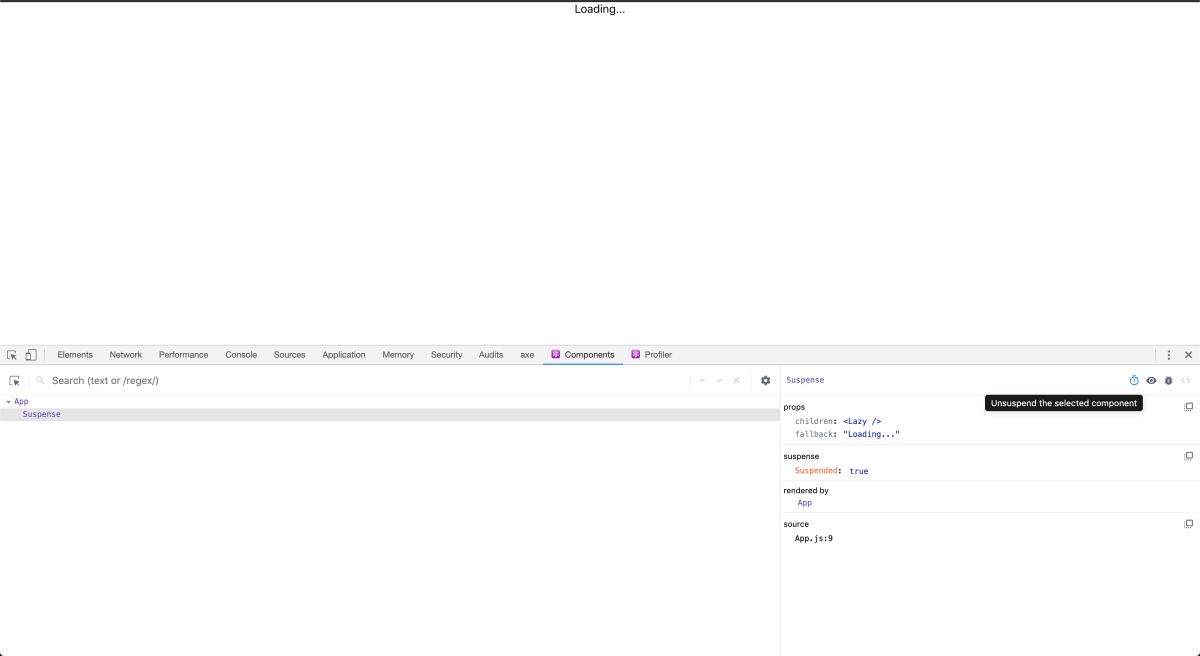 Loading...
Elements Network Performance Console Sources Application Memory Security Audits axe Components Profiler
Search (text or /regex/)
App
Suspense
Suspense
Unsuspend the selected component
props
children: <Lazy />
fallback: "Loading..."
suspense
Suspended: true
rendered by
App
source
App.js:9